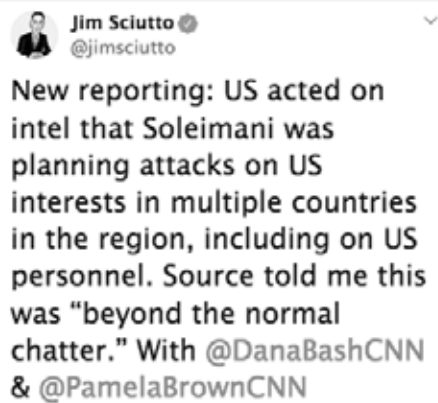 Jim Sciutto
@jimsciutto
New reporting: US acted on
intel that Soleimani was
planning attacks on US
interests in multiple countries
in the region, including on US
personnel. Source told me this
was “beyond the normal
chatter.” With @DanaBashCNN
& @PamelaBrownCNN